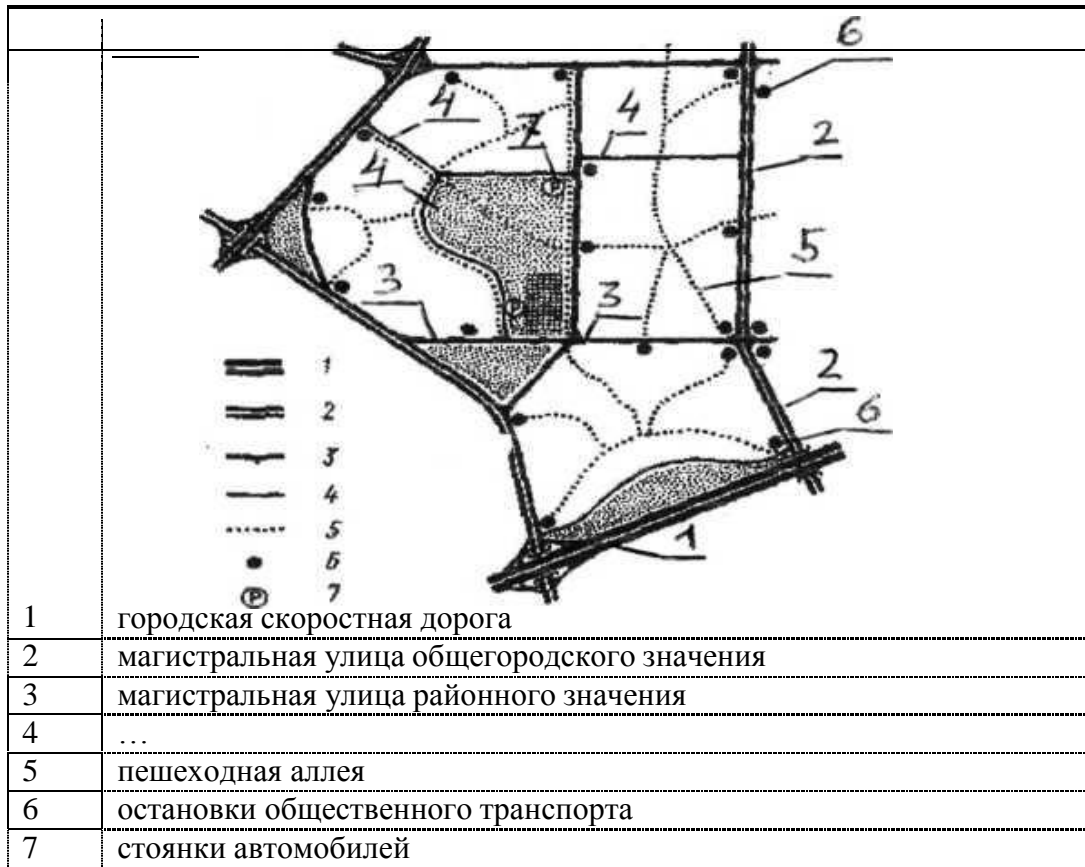 6
4
7
4
2
4
5
3
3
2
6
1
1
2
3
4
5
6
P 7
P
P
1 городская скоростная дорога
2 магистральная улица общегородского значения
3 магистральная улица районного значения
4 …
5 пешеходная аллея
6 остановки общественного транспорта
7 стоянки автомобилей